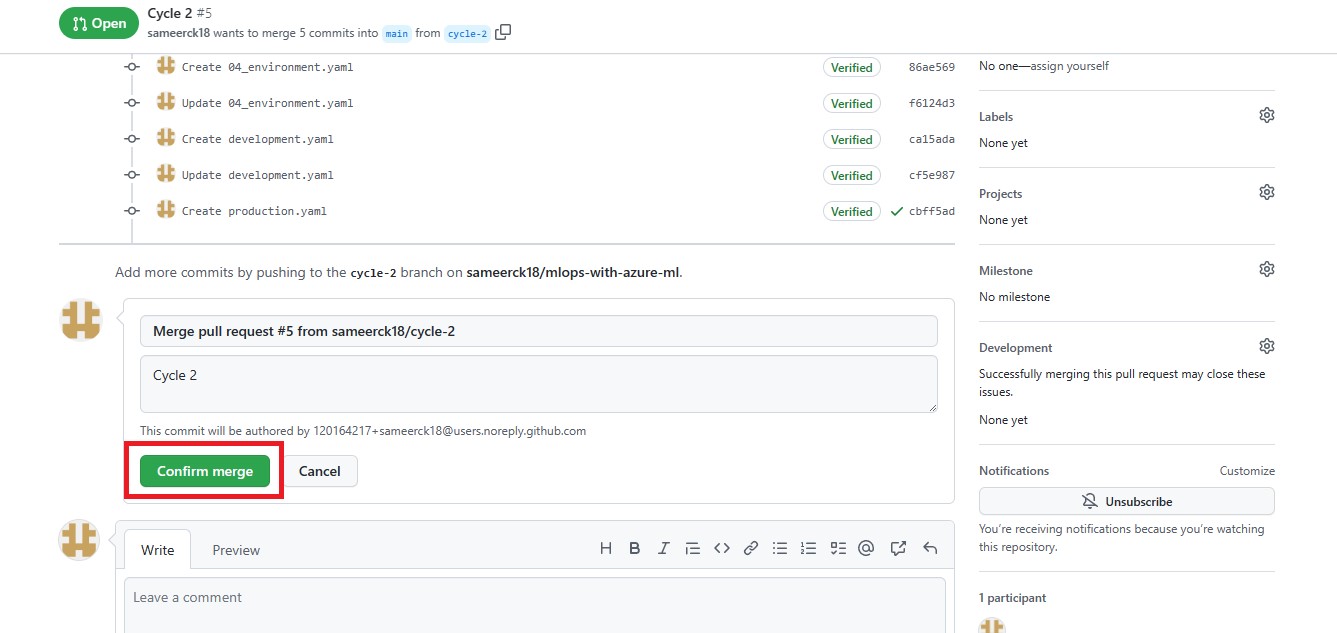 Open
Cycle 2 #5
sameerck18 wants to merge 5 commits into main from cycle-2
Create 04_environment.yaml Verified 86ae569
Update 04_environment.yaml Verified f6124d3
Create development.yaml Verified ca15ada
Update development.yaml Verified cf5e987
Create production.yaml Verified cbff5ad
Add more commits by pushing to the cycle-2 branch on sameerck18/mlops-with-azure-ml.
Merge pull request #5 from sameerck18/cycle-2
Cycle 2
This commit will be authored by 120164217+sameerck18@users.noreply.github.com
Confirm merge Cancel
Write Preview
Leave a comment
No one—assign yourself
Labels
None yet
Projects
None yet
Milestone
No milestone
Development
Successfully merging this pull request may close these
issues.
None yet
Notifications Customize
Unsubscribe
You're receiving notifications because you're watching
this repository.
1 participant